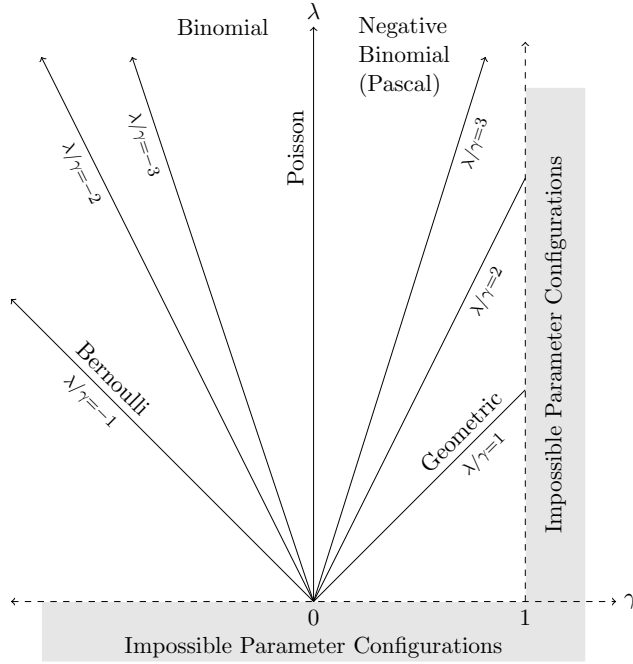 Binomial
λ
Negative
Binomial
(Pascal)
λ/γ=−2
λ/γ=−3
Poisson
λ/γ=3
λ/γ=2
Bernoulli
λ/γ=−1
Geometric
λ/γ=1
Impossible Parameter Configurations
0
1
γ
Impossible Parameter Configurations